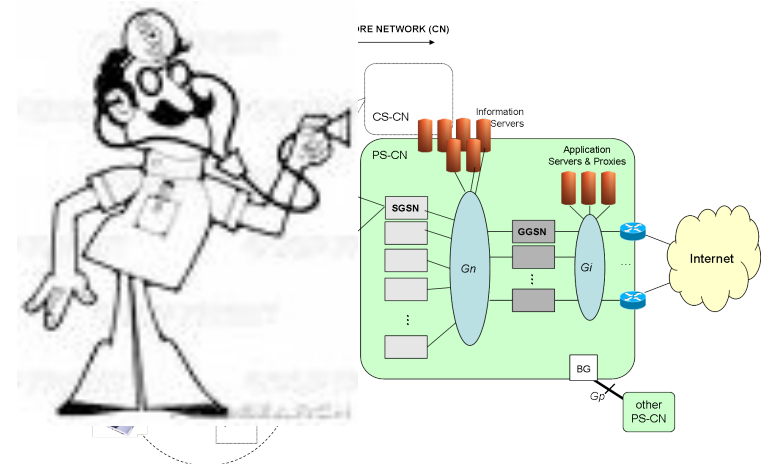 ORE NETWORK (CN)
CS-CN
Information
Servers
PS-CN
Application
Servers & Proxies
SGSN
GGSN
Gn
Gi
...
Internet
BG
Gp
other
PS-CN